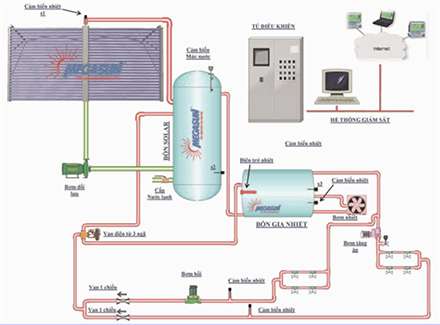 Cảm biến nhiệt
s1
MEGASUN
Cảm biến
Mức nước
TỦ ĐIỀU KHIỂN
Internet
HỆ THỐNG GIÁM SÁT
BỒN SOLAR
MEGASUN
s2
Cảm biến nhiệt
Điện trở nhiệt
Cảm biến nhiệt
s3
MEGASUN
BỒN GIA NHIỆT
Bơm nhiệt
Bơm đối
lưu
Cấp
Nước lạnh
Van điện từ 3 ngã
Bơm tăng
áp
Van 1 chiều
Bơm hồi
Cảm biến nhiệt
Van 1 chiều
Cảm biến nhiệt